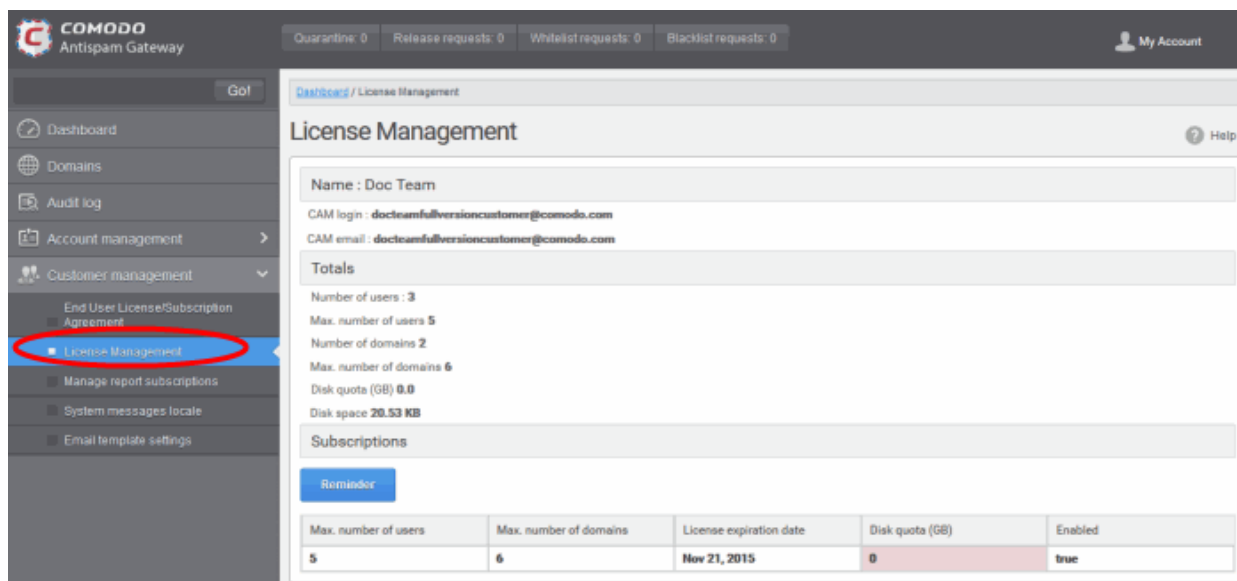 COMODO
Antispam Gateway
Quarantine: 0 Release requests: 0 Whitelist requests: 0 Blacklist requests: 0
My Account
Go!
Dashboard
Domains
Audit log
Account management
Customer management
End User License/Subscription
Agreement
License Management
Manage report subscriptions
System messages locale
Email template settings
Dashboard / License Management
License Management
Help
Name : Doc Team
CAM login : docteamfullversioncustomer@comodo.com
CAM email : docteamfullversioncustomer@comodo.com
Totals
Number of users : 3
Max. number of users 5
Number of domains 2
Max. number of domains 6
Disk quota (GB) 0.0
Disk space 20.53 KB
Subscriptions
Reminder
Max. number of users Max. number of domains License expiration date Disk quota (GB) Enabled
5 6 Nov 21, 2015 0 true